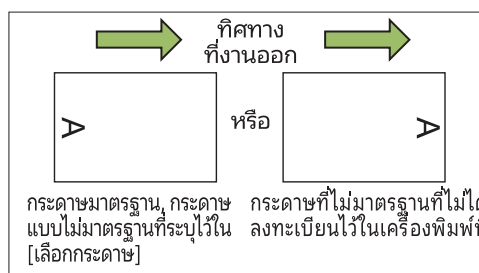 ทิศทาง
ที่งานออก
A
หรือ
A
กระดาษมาตรฐาน, กระดาษ
แบบไม่มาตรฐานที่ระบุไว้ใน
[เลือกกระดาษ]
กระดาษที่ไม่มาตรฐานที่ไม่ได้
ลงทะเบียนไว้ในเครื่องพิมพ์